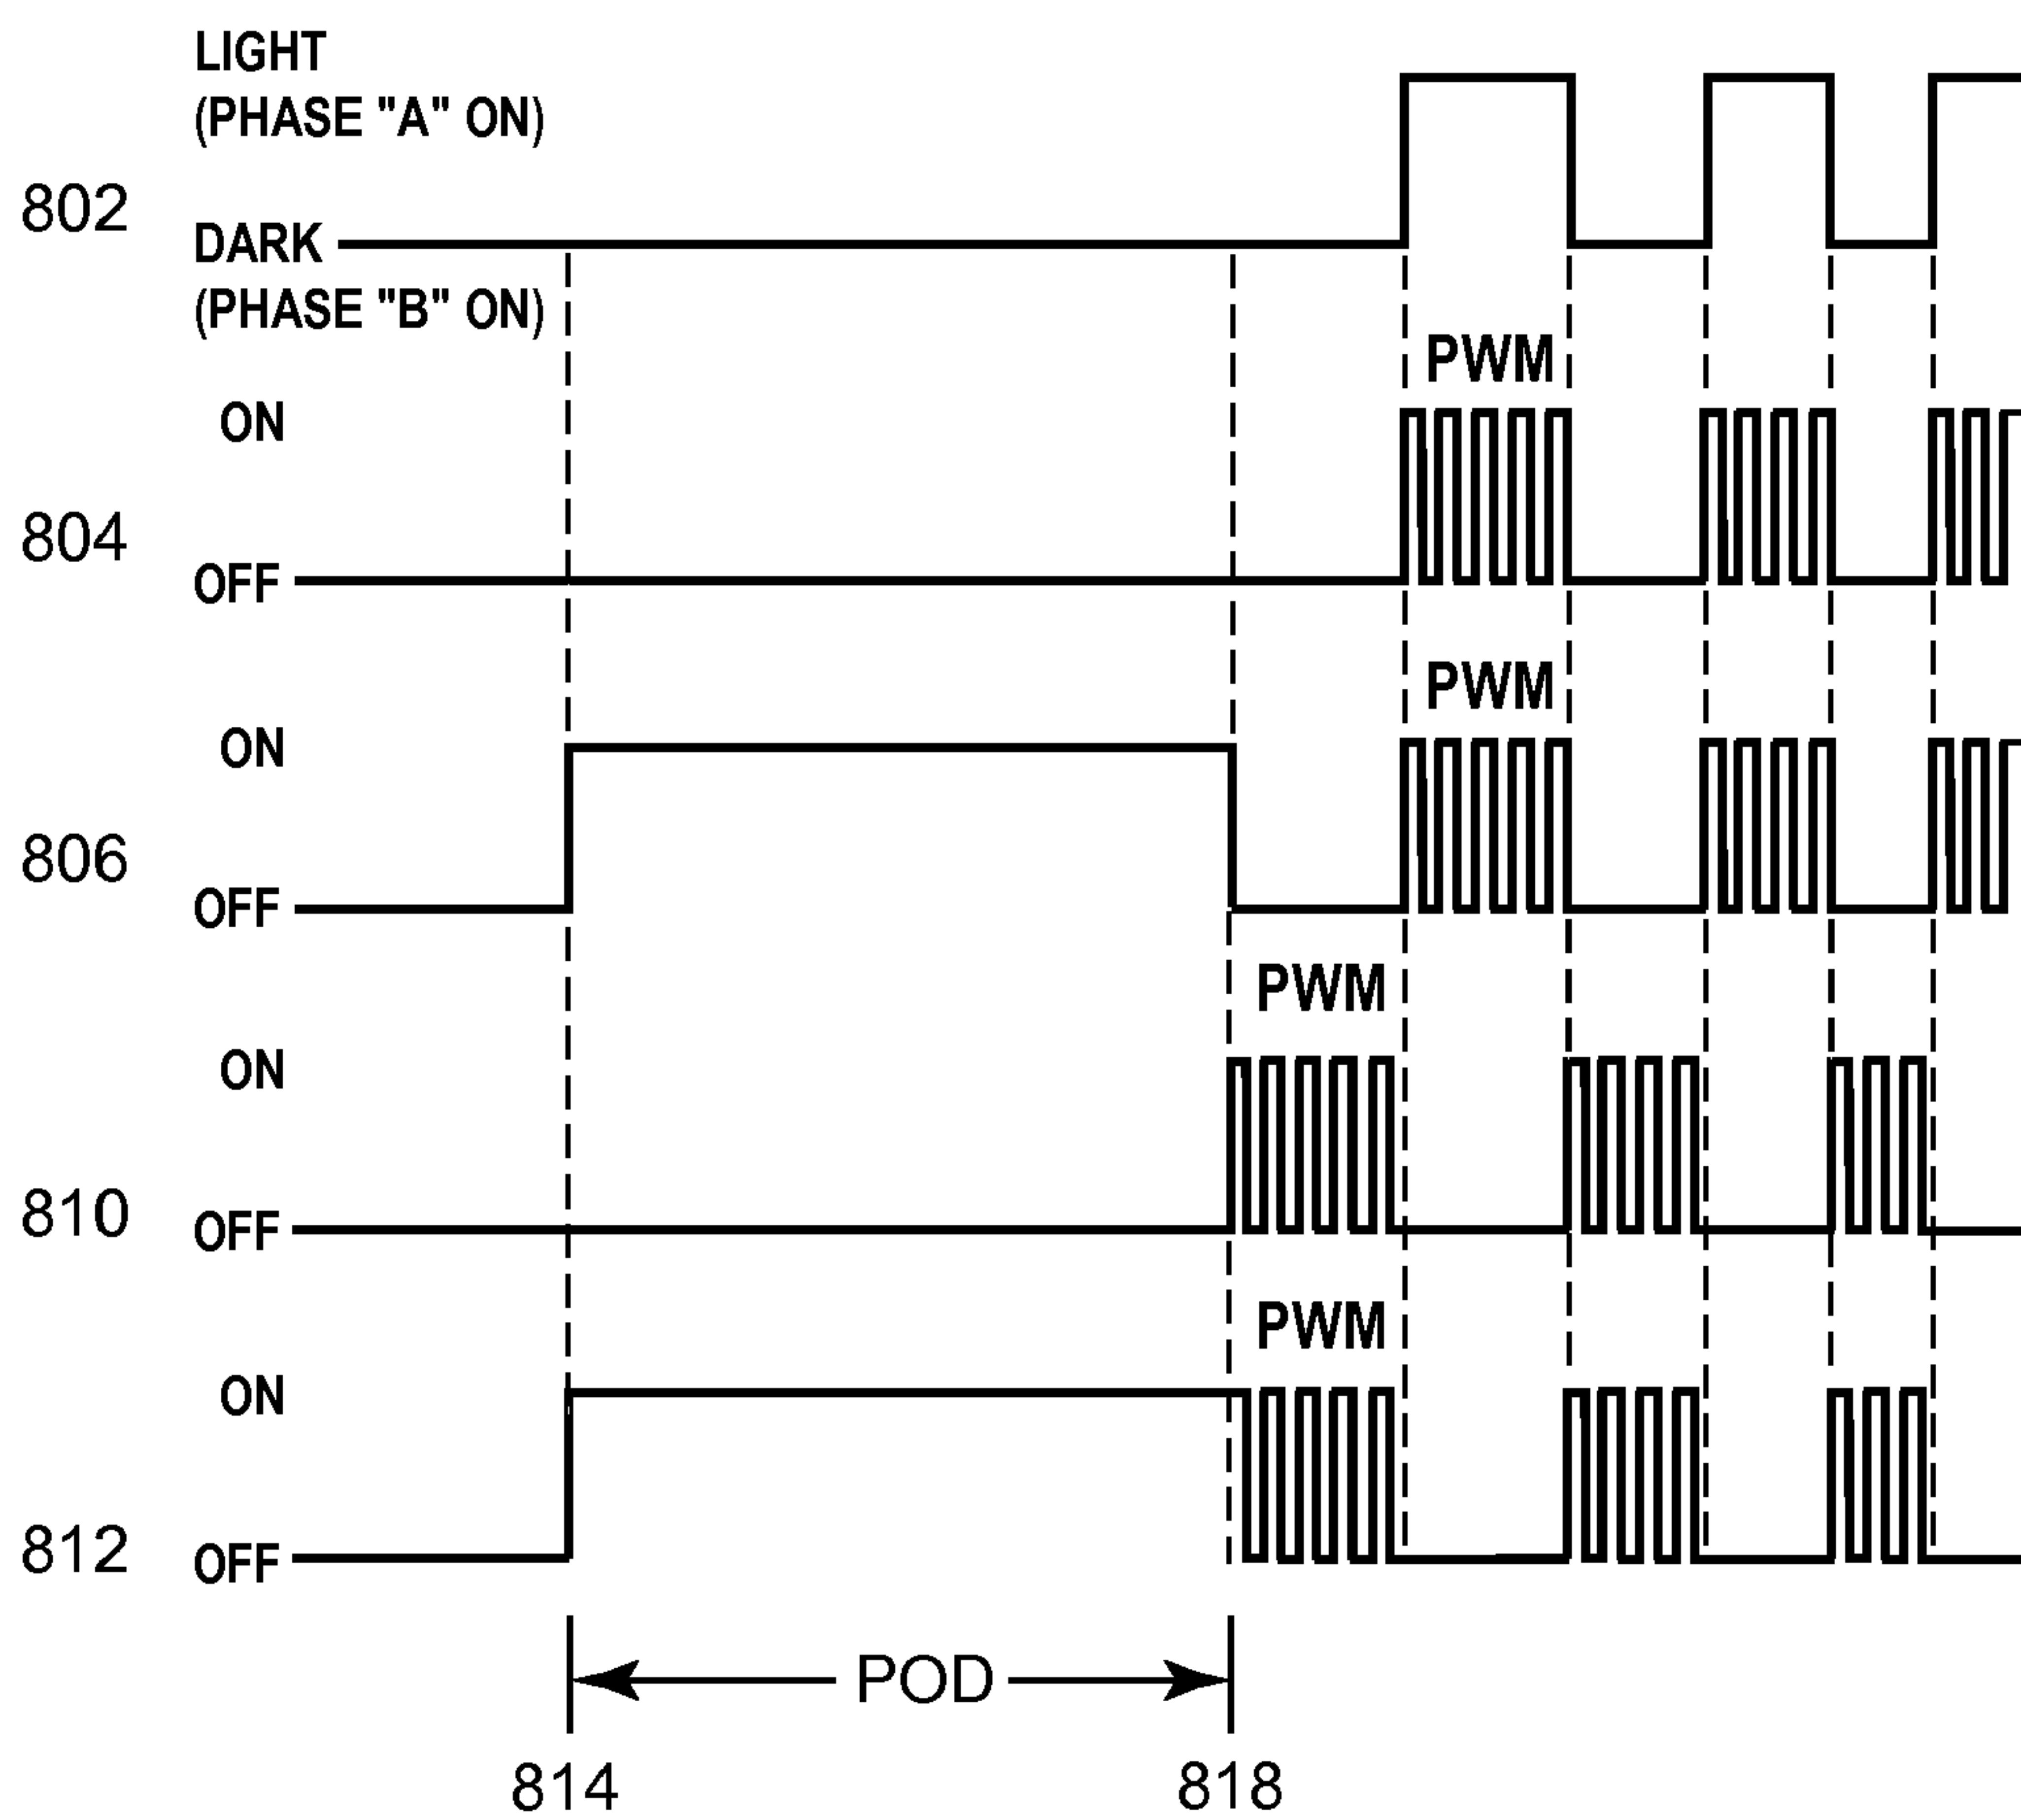 LIGHT
(PHASE "A" ON)
802
DARK
(PHASE "B" ON)
PWM
ON
804
OFF
PWM
ON
806
OFF
PWM
ON
810
OFF
PWM
ON
812
OFF
POD
814
818